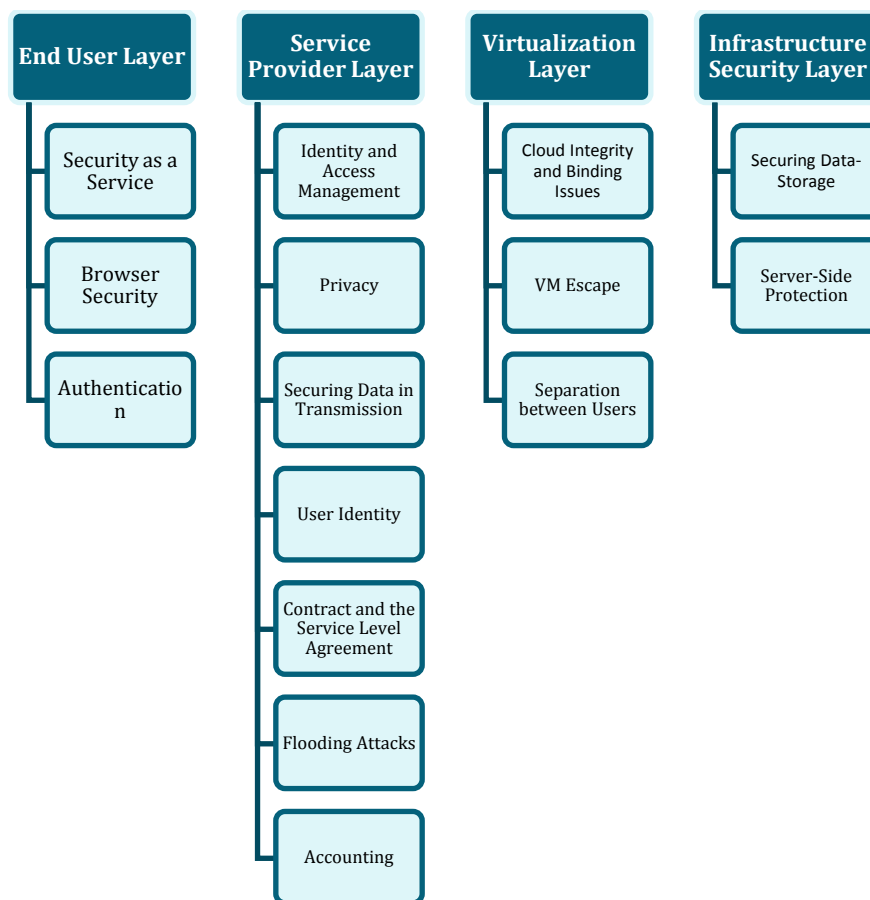 End User Layer
Security as a
Service
Browser
Security
Authenticatio
n
Service
Provider Layer
Identity and
Access
Management
Privacy
Securing Data in
Transmission
User Identity
Contract and the
Service Level
Agreement
Flooding Attacks
Accounting
Virtualization
Layer
Cloud Integrity
and Binding
Issues
VM Escape
Separation
between Users
Infrastructure
Security Layer
Securing Data-
Storage
Server-Side
Protection